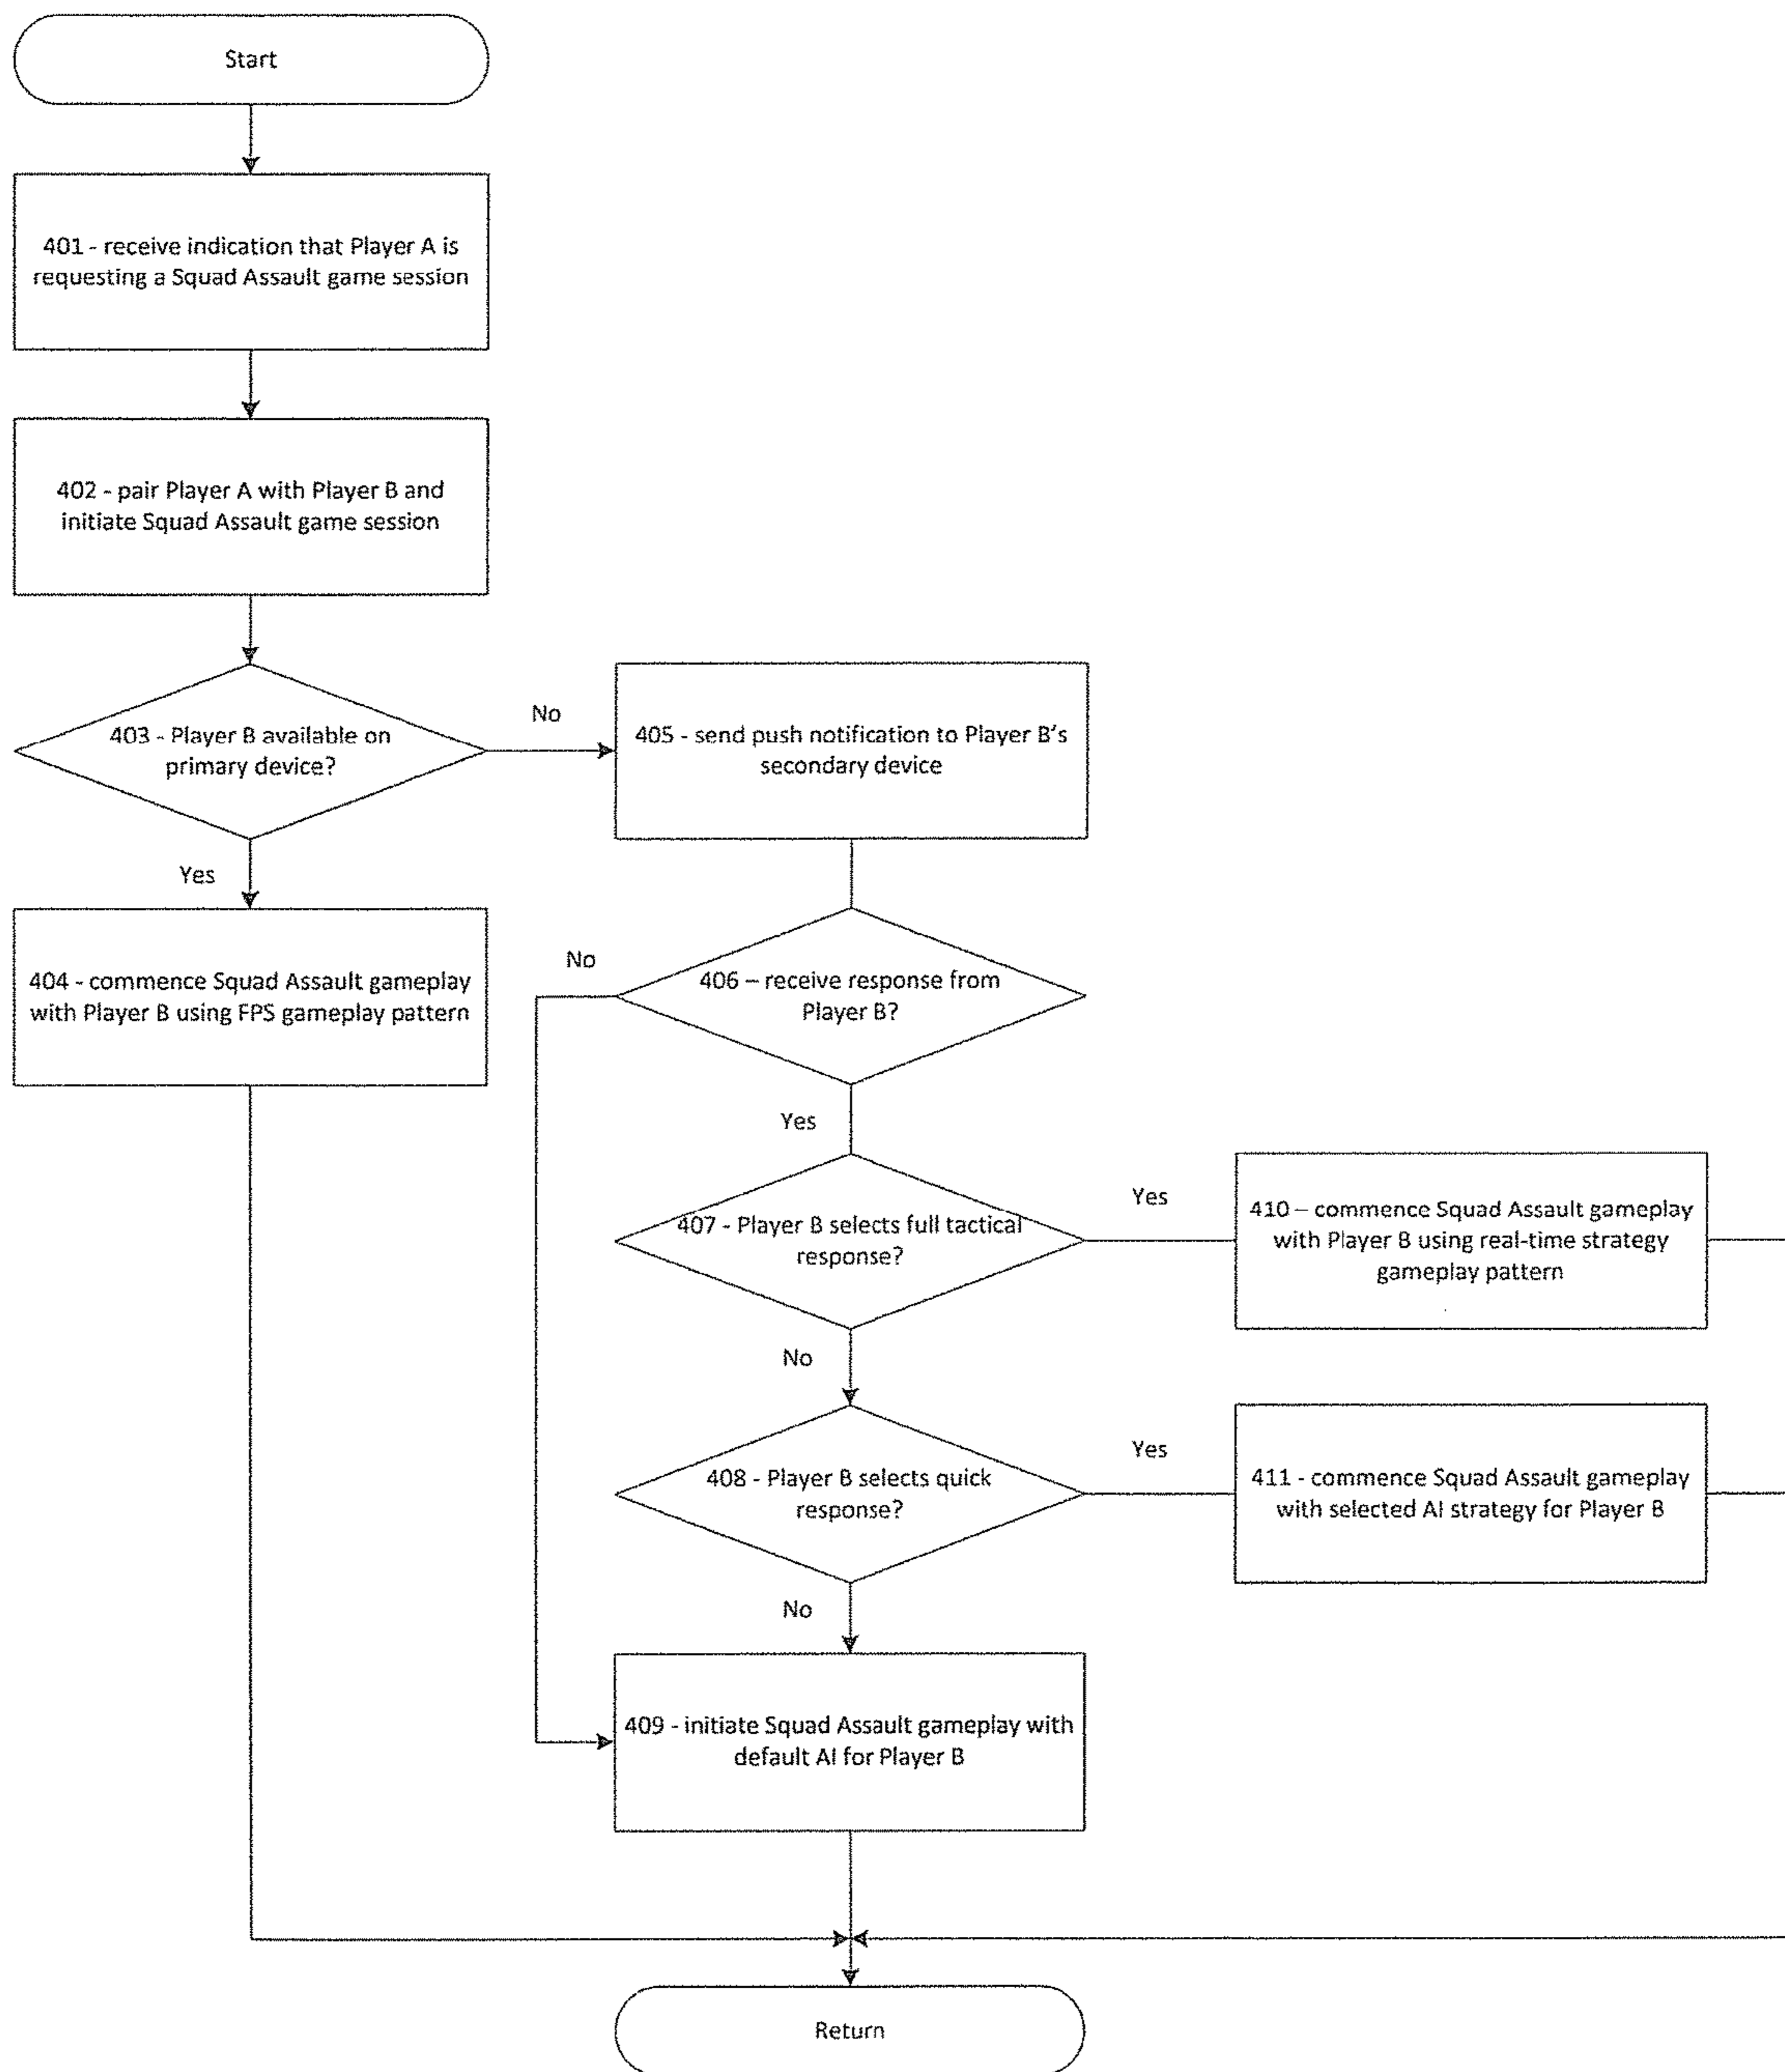 Start
401 - receive indication that Player A is
requesting a Squad Assault game session
402 - pair Player A with Player B and
initiate Squad Assault game session
403 - Player B available on
primary device?
No
405 - send push notification to Player B's
secondary device
Yes
404 - commence Squad Assault gameplay
with Player B using FPS gameplay pattern
No
406 – receive response from
Player B?
Yes
407 - Player B selects full tactical
response?
Yes
410 – commence Squad Assault gameplay
with Player B using real-time strategy
gameplay pattern
No
408 - Player B selects quick
response?
Yes
411 - commence Squad Assault gameplay
with selected AI strategy for Player B
No
409 - initiate Squad Assault gameplay with
default AI for Player B
Return